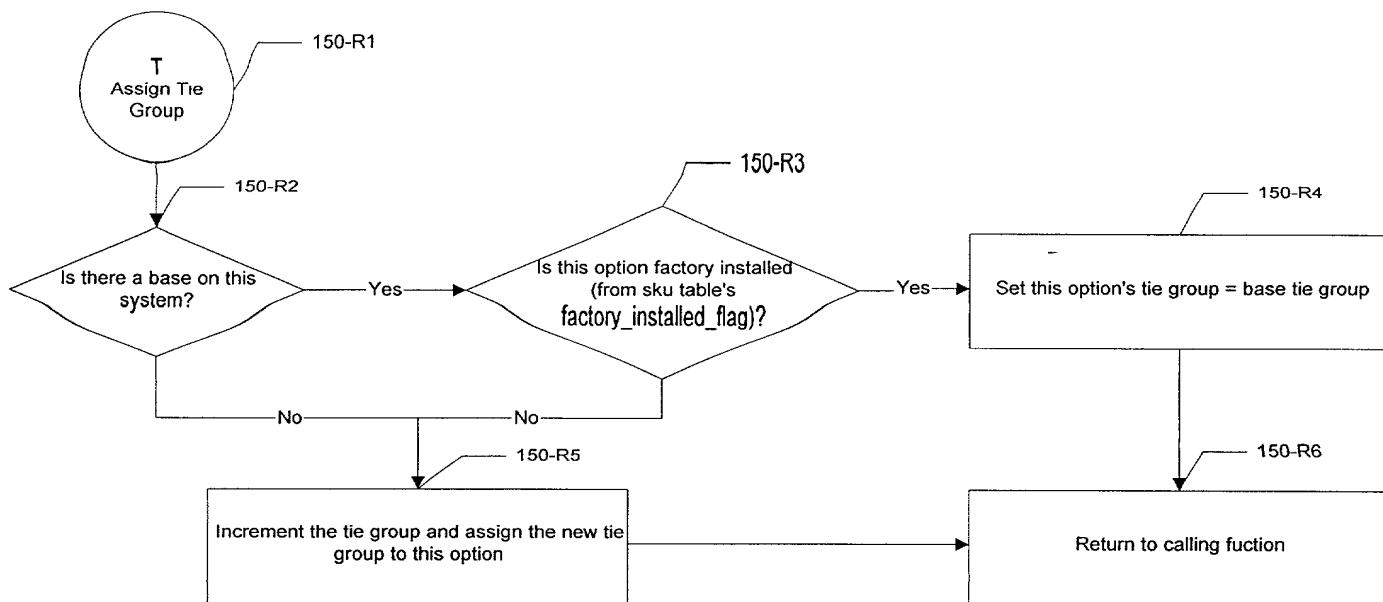 150-R1
T
Assign Tie
Group
150-R2
Is there a base on this
system?
Yes
150-R3
Is this option factory installed
(from sku table's
factory_installed_flag)?
Yes
150-R4
Set this option's tie group = base tie group
No
No
150-R5
Increment the tie group and assign the new tie
group to this option
150-R6
Return to calling fuction